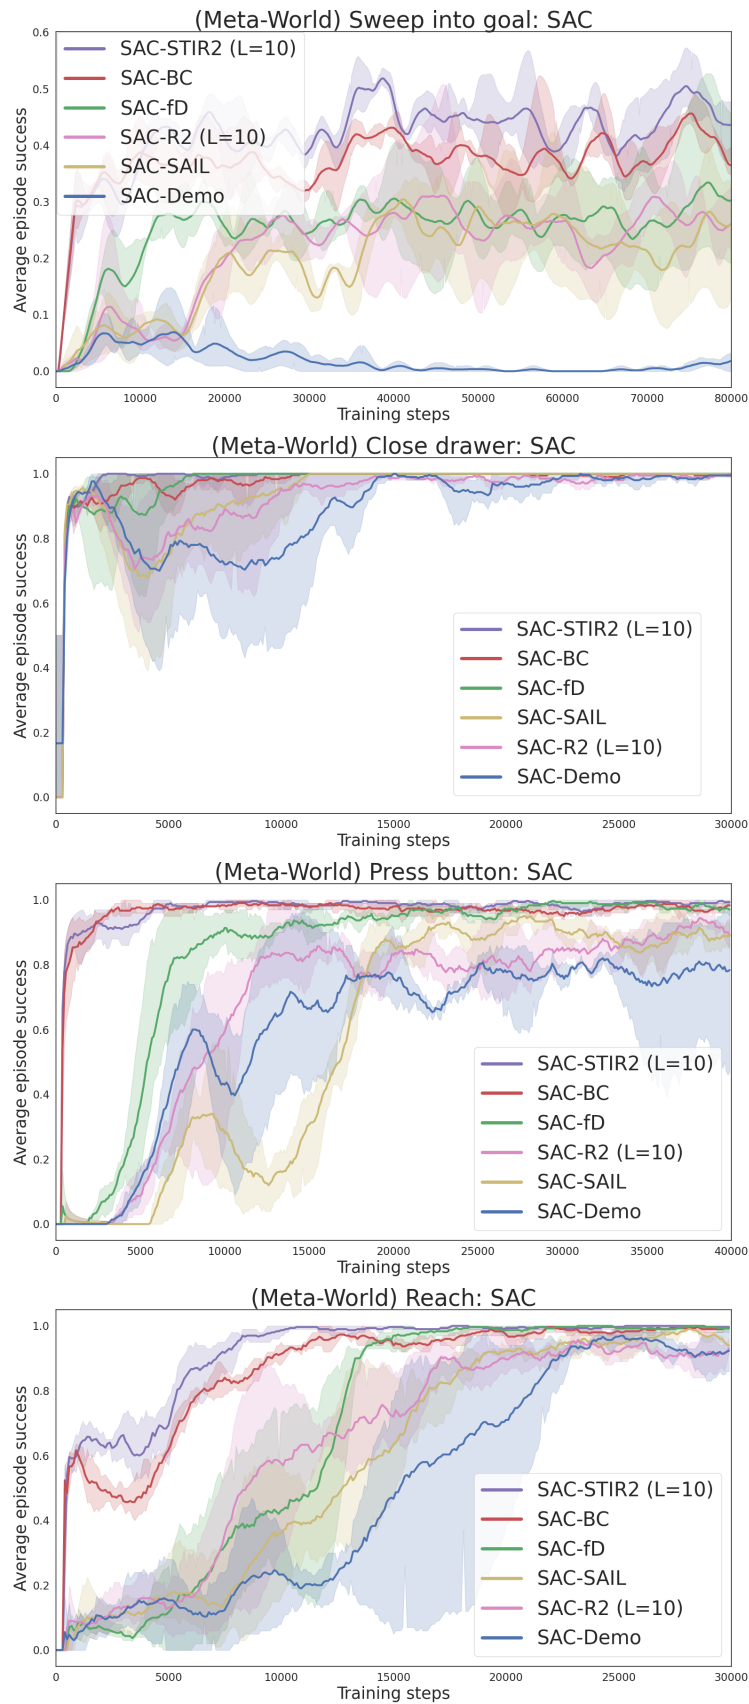 (Meta-World) Sweep into goal: SAC
0.6
0.5
0.4
0.3
0.2
0.1
0.0
Average episode success
SAC-STIR2 (L=10)
SAC-BC
SAC-fD
SAC-R2 (L=10)
SAC-SAIL
SAC-Demo
0 10000 20000 30000 40000 50000 60000 70000 80000
Training steps
(Meta-World) Close drawer: SAC
1.0
0.8
0.6
0.4
0.2
0.0
Average episode success
SAC-STIR2 (L=10)
SAC-BC
SAC-fD
SAC-SAIL
SAC-R2 (L=10)
SAC-Demo
0 5000 10000 15000 20000 25000 30000
Training steps
(Meta-World) Press button: SAC
1.0
0.8
0.6
0.4
0.2
0.0
Average episode success
SAC-STIR2 (L=10)
SAC-BC
SAC-fD
SAC-R2 (L=10)
SAC-SAIL
SAC-Demo
0 5000 10000 15000 20000 25000 30000 35000 40000
Training steps
(Meta-World) Reach: SAC
1.0
0.8
0.6
0.4
0.2
0.0
Average episode success
SAC-STIR2 (L=10)
SAC-BC
SAC-fD
SAC-SAIL
SAC-R2 (L=10)
SAC-Demo
0 5000 10000 15000 20000 25000 30000
Training steps